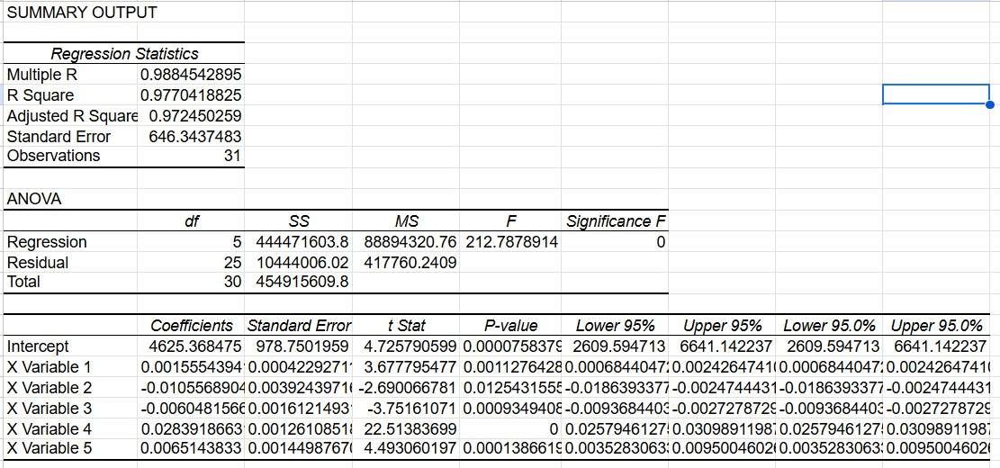 SUMMARY OUTPUT
Regression Statistics
Multiple R 0.9884542895
R Square 0.9770418825
Adjusted R Square 0.972450259
Standard Error 646.3437483
Observations 31
ANOVA
df SS MS F Significance F
Regression 5 444471603.8 88894320.76 212.7878914 0
Residual 25 10444006.02 417760.2409
Total 30 454915609.8
Coefficients Standard Error t Stat P-value Lower 95% Upper 95% Lower 95.0% Upper 95.0%
Intercept 4625.368475 978.7501959 4.725790599 0.0000758379 2609.594713 6641.142237 2609.594713 6641.142237
X Variable 1 0.0015554394 0.0004229271 3.677795477 0.0011276428 0.0006844047 0.0024264741 0.0006844047 0.0024264741
X Variable 2 -0.0105568904 0.0039243971 -2.690066781 0.0125431555 -0.0186393377 -0.0024744431 -0.0186393377 -0.0024744431
X Variable 3 -0.0060481566 0.0016121493 -3.75161071 0.0009349408 -0.0093684403 -0.0027278729 -0.0093684403 -0.0027278729
X Variable 4 0.0283918663 0.0012610851 22.51383699 0 0.0257946127 0.0309891198 0.0257946127 0.0309891198
X Variable 5 0.0065143833 0.0014498767 4.493060197 0.0001386619 0.0035283063 0.0095004602 0.0035283063 0.0095004602